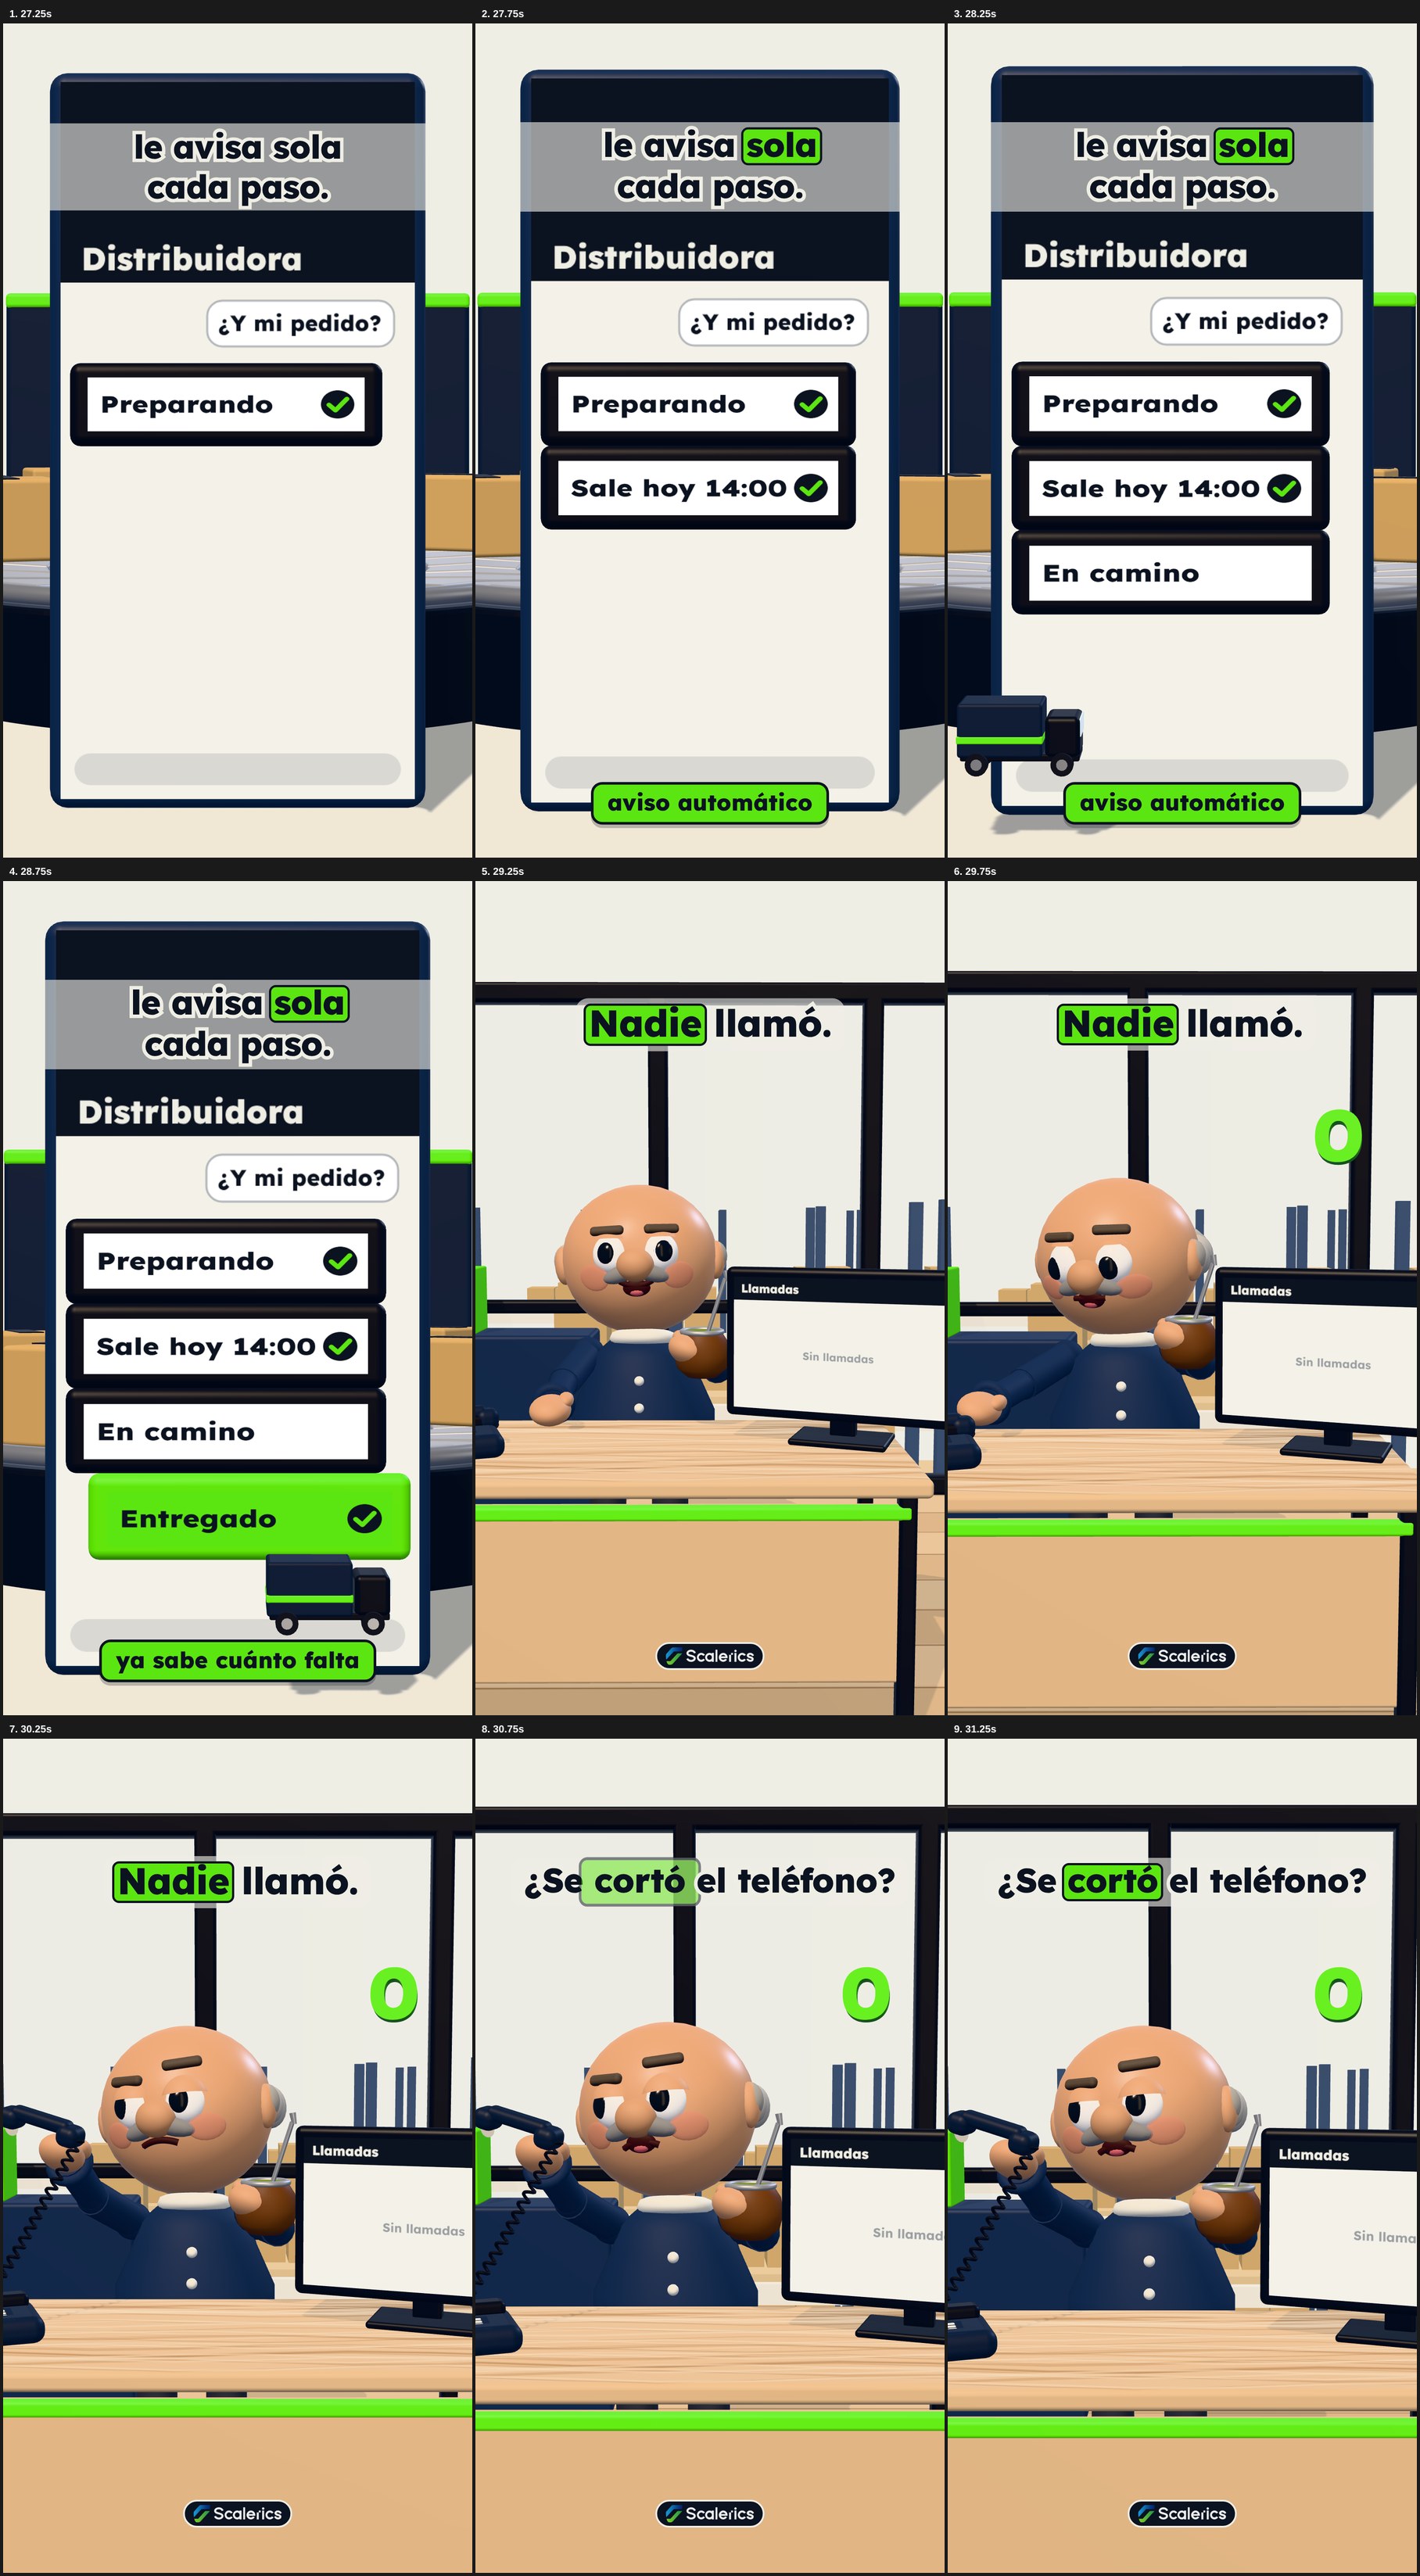 1. 27.25s
le avisa sola
cada paso.
Distribuidora
¿Y mi pedido?
Preparando
2. 27.75s
le avisa sola
cada paso.
Distribuidora
¿Y mi pedido?
Preparando
Sale hoy 14:00
aviso automático
3. 28.25s
le avisa sola
cada paso.
Distribuidora
¿Y mi pedido?
Preparando
Sale hoy 14:00
En camino
aviso automático
4. 28.75s
le avisa sola
cada paso.
Distribuidora
¿Y mi pedido?
Preparando
Sale hoy 14:00
En camino
Entregado
ya sabe cuánto falta
5. 29.25s
Nadie llamó.
Llamadas
Sin llamadas
Scalerics
6. 29.75s
Nadie llamó.
0
Llamadas
Sin llamadas
Scalerics
7. 30.25s
Nadie llamó.
0
Llamadas
Sin llamadas
Scalerics
8. 30.75s
¿Se cortó el teléfono?
0
Llamadas
Sin llamad
Scalerics
9. 31.25s
¿Se cortó el teléfono?
0
Llamadas
Sin llama
Scalerics